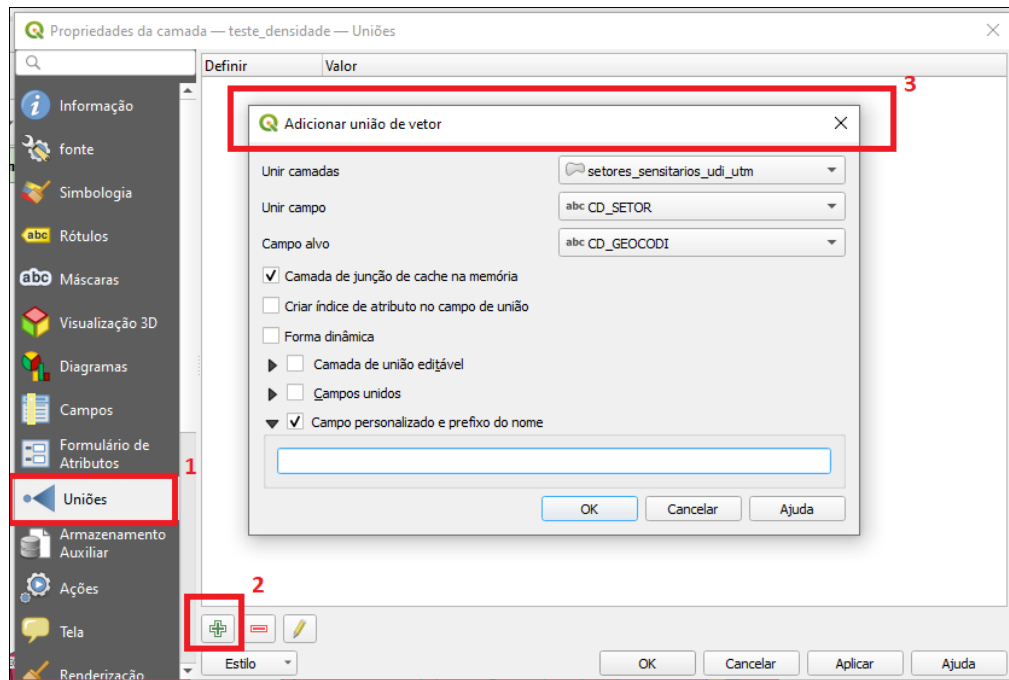 Propriedades da camada — teste_densidade — Uniões
Definir Valor
3
Informação
fonte
Simbologia
abc Rótulos
abc Máscaras
Visualização 3D
Diagramas
Campos
Formulário de
Atributos
1
Uniões
Armazenamento
Auxiliar
Ações
Tela
Renderização
Adicionar união de vetor
Unir camadas setores_sensitarios_udi_utm
Unir campo abc CD_SETOR
Campo alvo abc CD_GEOCODI
Camada de junção de cache na memória
Criar índice de atributo no campo de união
Forma dinâmica
Camada de união editável
Campos unidos
Campo personalizado e prefixo do nome
OK Cancelar Ajuda
2
Estilo OK Cancelar Aplicar Ajuda